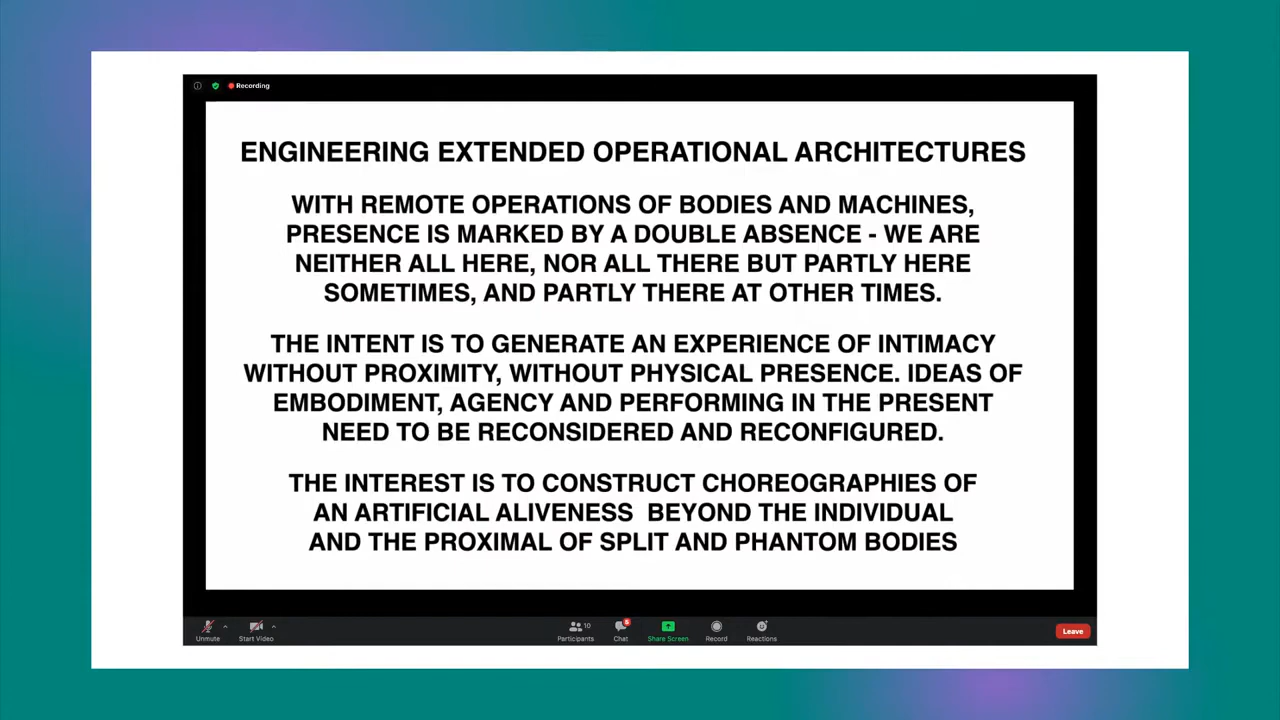 Recording
ENGINEERING EXTENDED OPERATIONAL ARCHITECTURES
WITH REMOTE OPERATIONS OF BODIES AND MACHINES,
PRESENCE IS MARKED BY A DOUBLE ABSENCE - WE ARE
NEITHER ALL HERE, NOR ALL THERE BUT PARTLY HERE
SOMETIMES, AND PARTLY THERE AT OTHER TIMES.
THE INTENT IS TO GENERATE AN EXPERIENCE OF INTIMACY
WITHOUT PROXIMITY, WITHOUT PHYSICAL PRESENCE. IDEAS OF
EMBODIMENT, AGENCY AND PERFORMING IN THE PRESENT
NEED TO BE RECONSIDERED AND RECONFIGURED.
THE INTEREST IS TO CONSTRUCT CHOREOGRAPHIES OF
AN ARTIFICIAL ALIVENESS  BEYOND THE INDIVIDUAL
AND THE PROXIMAL OF SPLIT AND PHANTOM BODIES
10
Unmute Start Video Participants Chat Share Screen Record Reactions Leave